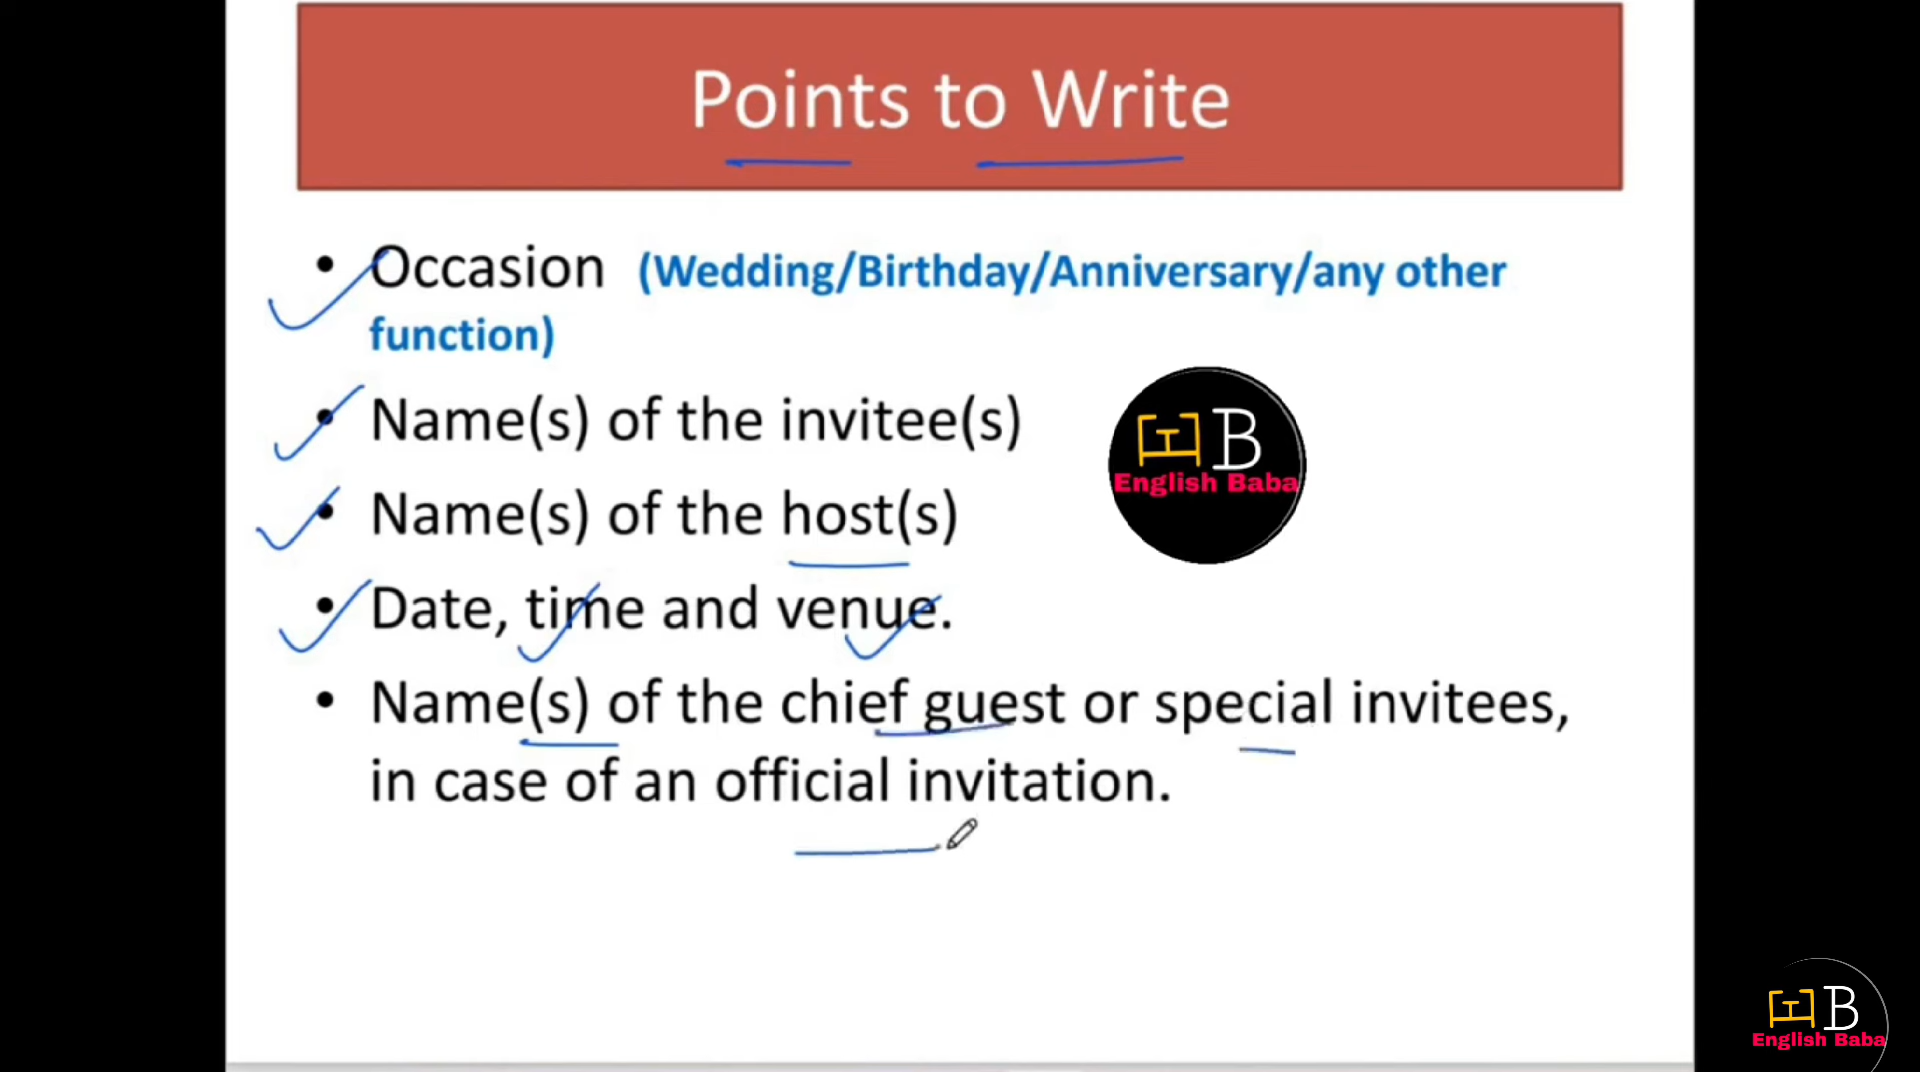 Points to Write
• Occasion (Wedding/Birthday/Anniversary/any other
function)
• Name(s) of the invitee(s)
EB
English Baba
• Name(s) of the host(s)
• Date, time and venue.
• Name(s) of the chief guest or special invitees,
in case of an official invitation.
EB
English Baba